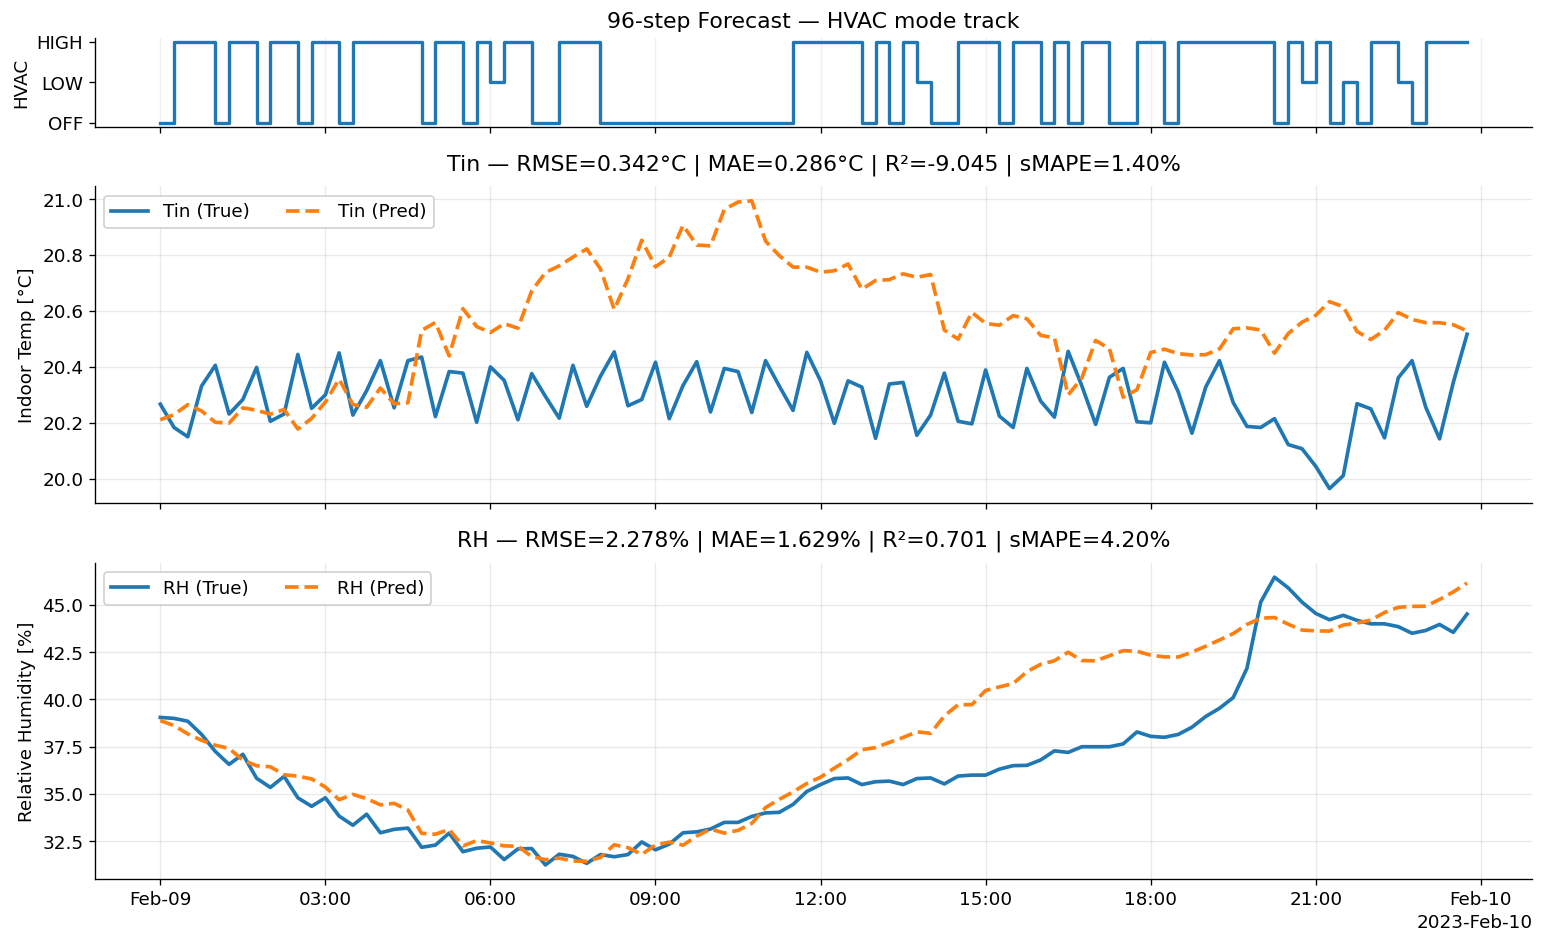 96-step Forecast — HVAC mode track
HVAC
HIGH
LOW
OFF
Tin — RMSE=0.342°C | MAE=0.286°C | R²=-9.045 | sMAPE=1.40%
Tin (True) Tin (Pred)
Indoor Temp [°C]
21.0
20.8
20.6
20.4
20.2
20.0
RH — RMSE=2.278% | MAE=1.629% | R²=0.701 | sMAPE=4.20%
RH (True) RH (Pred)
Relative Humidity [%]
45.0
42.5
40.0
37.5
35.0
32.5
Feb-09 03:00 06:00 09:00 12:00 15:00 18:00 21:00 Feb-10
2023-Feb-10